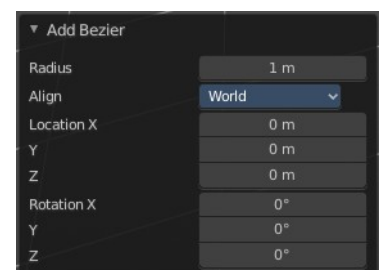 Add Bezier
Radius 1 m
Align World
Location X 0 m
Y 0 m
Z 0 m
Rotation X 0°
Y 0°
Z 0°